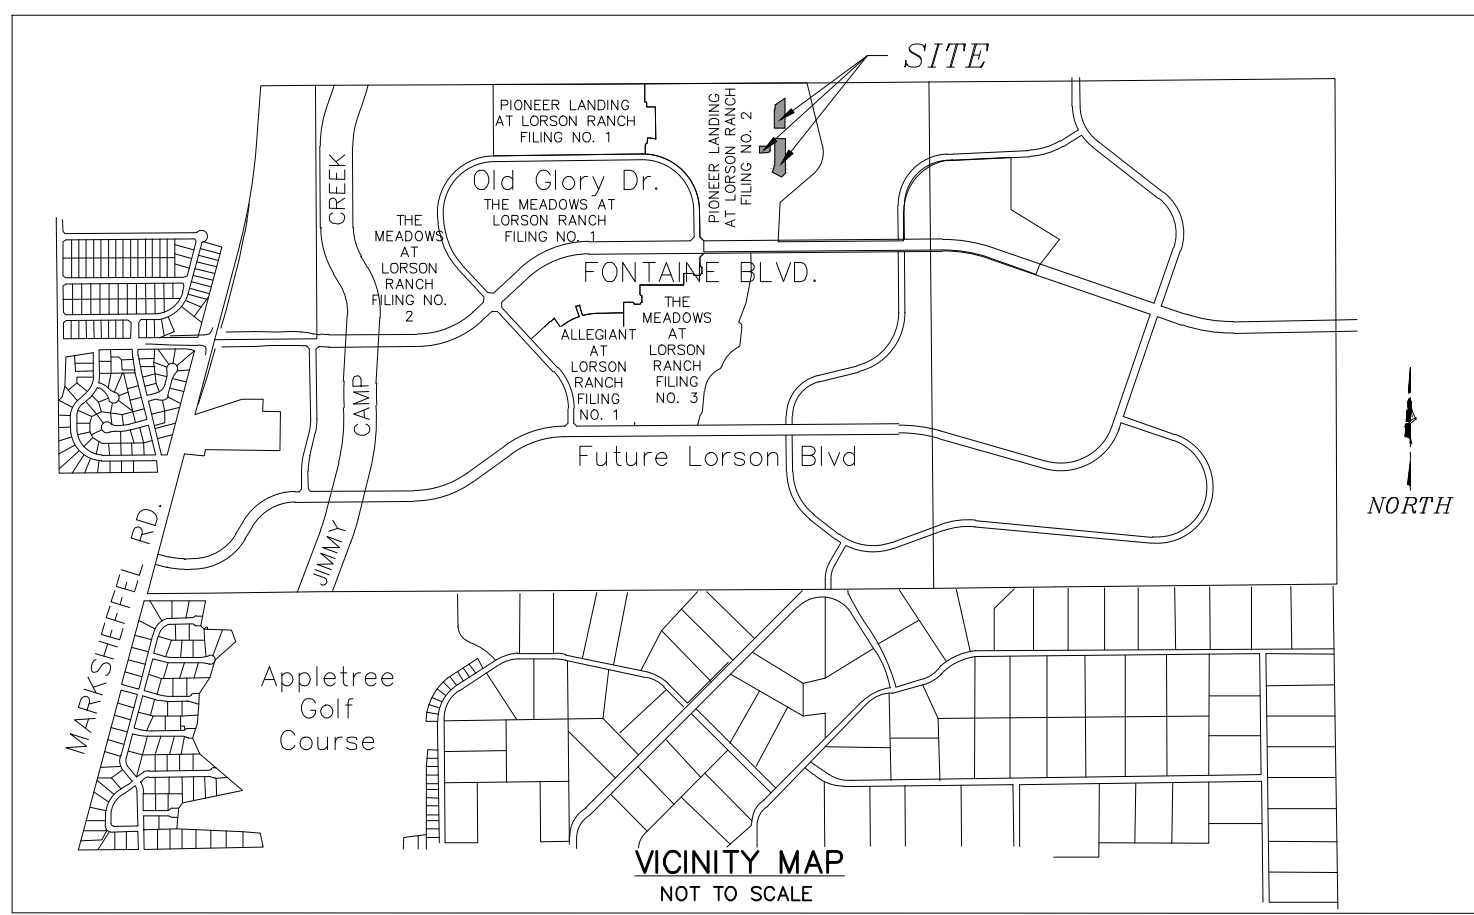 SITE
PIONEER LANDING
AT LORSON RANCH
FILING NO. 1
PIONEER LANDING
AT LORSON RANCH
FILING NO. 2
CREEK
Old Glory Dr.
THE MEADOWS AT
LORSON RANCH
FILING NO. 1
THE
MEADOWS
AT
LORSON
RANCH
FILING NO.
2
FONTAINE BLVD.
THE
MEADOWS
AT
LORSON
RANCH
FILING
NO. 3
ALLEGIANT
AT
LORSON
RANCH
FILING
NO. 1
CAMP
Future Lorson Blvd
NORTH
JIMMY
MARKSHEFFEL RD.
Appletree
Golf
Course
VICINITY MAP
NOT TO SCALE